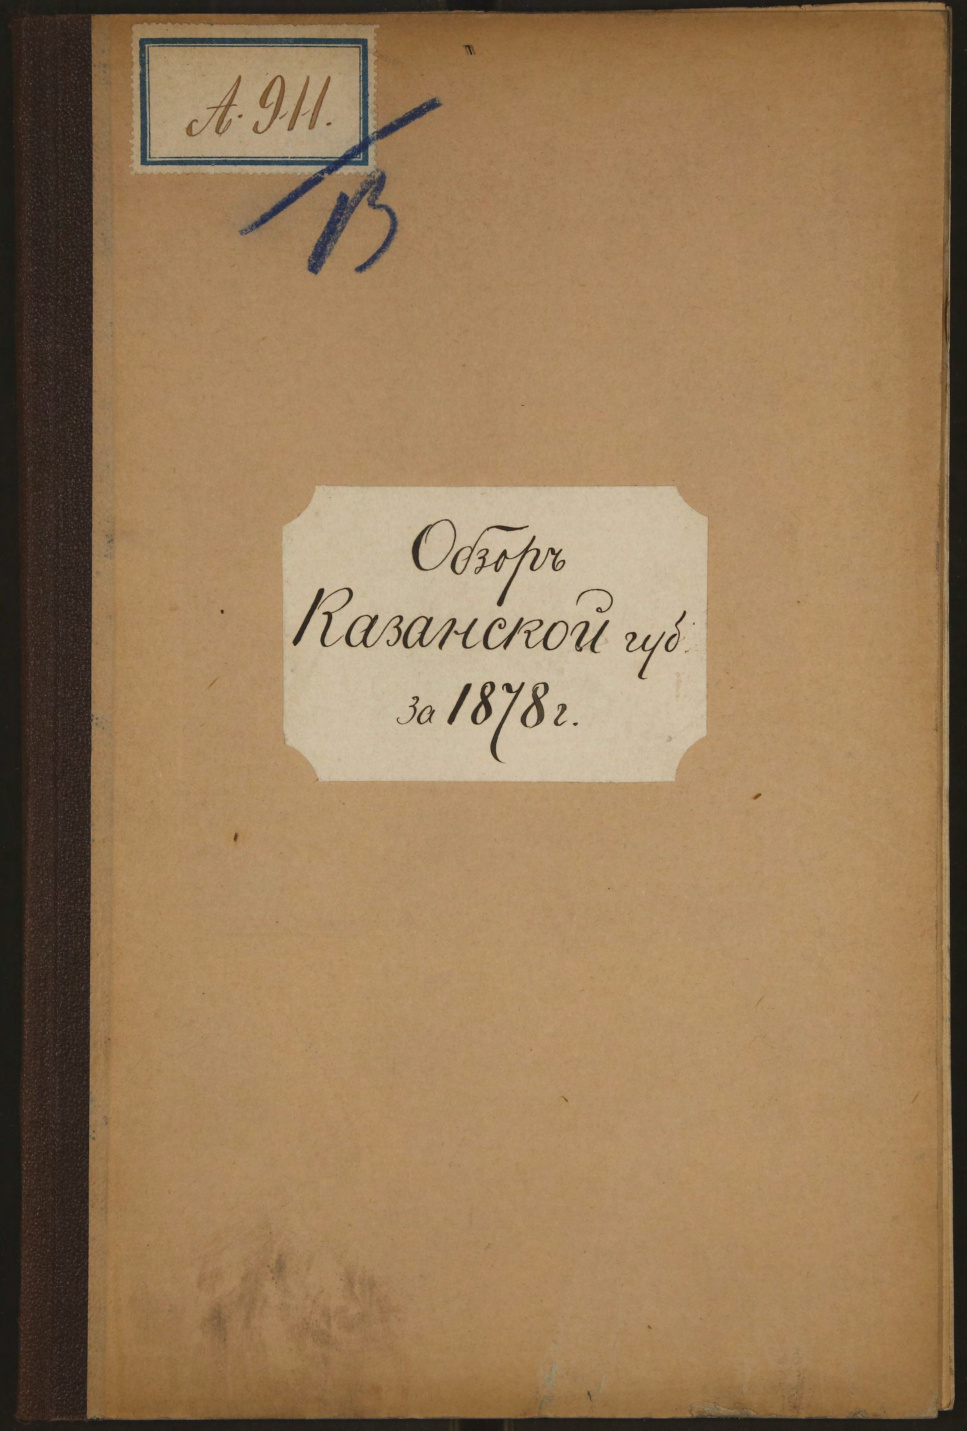 А. 911.
В
Обзоръ
Казанской губ.
за 1878 г.